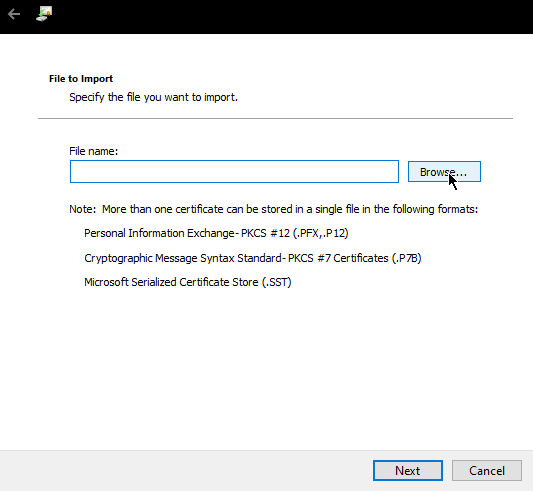 File to Import
Specify the file you want to import.
File name:
Browse...
Note: More than one certificate can be stored in a single file in the following formats:
Personal Information Exchange- PKCS #12 (.PFX,.P12)
Cryptographic Message Syntax Standard- PKCS #7 Certificates (.P7B)
Microsoft Serialized Certificate Store (.SST)
Next
Cancel